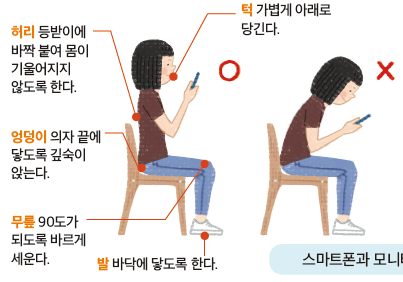 턱 가볍게 아래로
당긴다.
허리 등받이에
바짝 붙여 몸이
기울어지지
않도록 한다.
엉덩이 의자 끝에
닿도록 깊숙이
앉는다.
무릎 90도가
되도록 바르게
세운다.
발 바닥에 닿도록 한다.
스마트폰과 모니